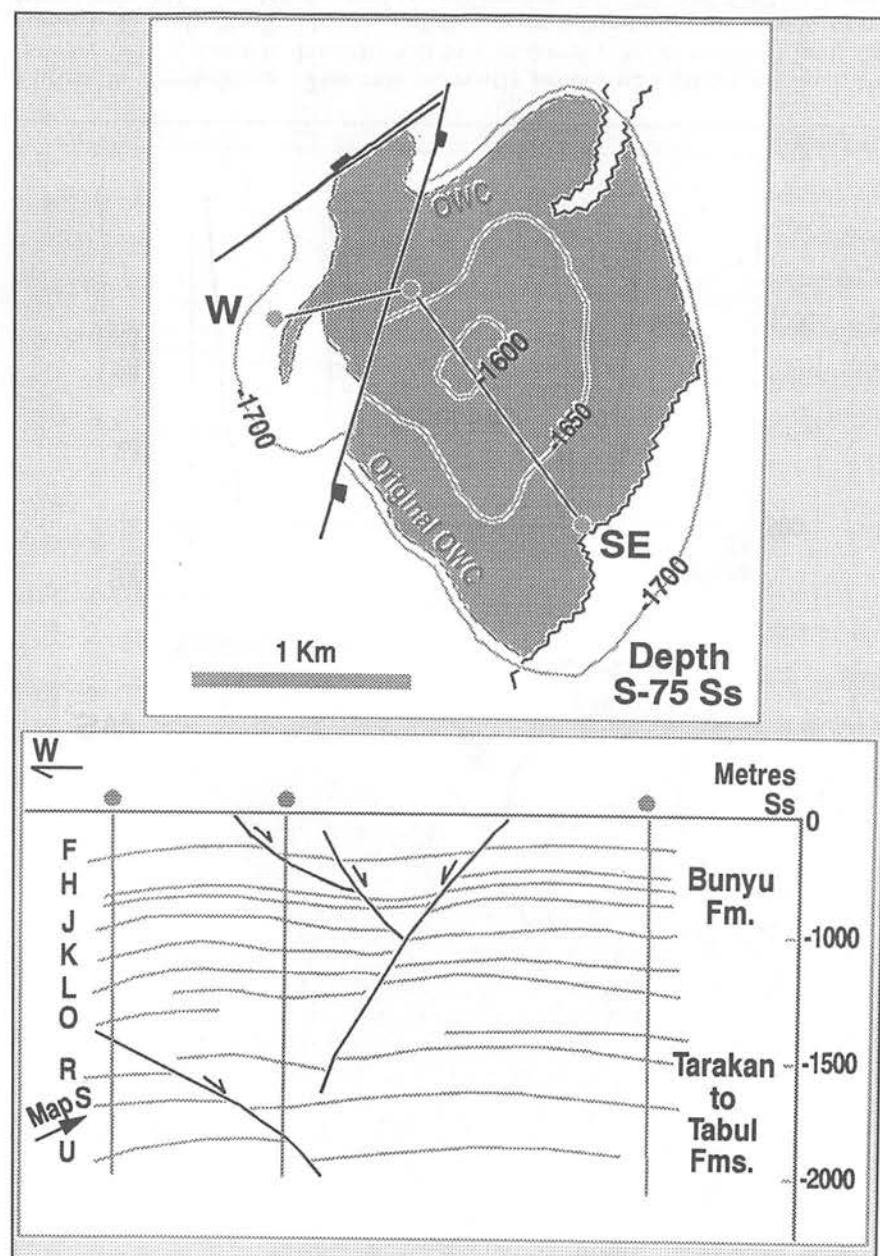 OWC
W
-1600
-1650
-1700
Original OWC
SE
-1700
1 Km
Depth
S-75 Ss
W
Metres
Ss
0
F
H
Bunyu
Fm.
J
-1000
K
L
O
-1500
R
Tarakan
to
Tabul
Fms.
Map S
U
-2000